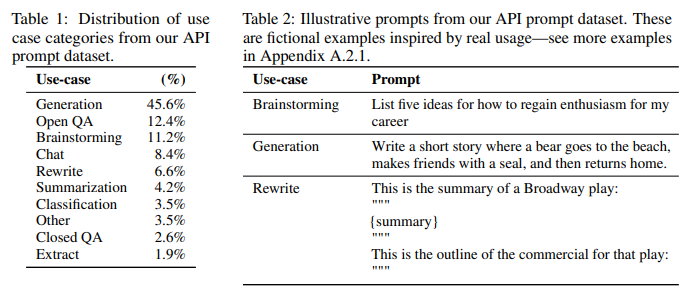 Table 1: Distribution of use
case categories from our API
prompt dataset.
Use-case (%)
Generation 45.6%
Open QA 12.4%
Brainstorming 11.2%
Chat 8.4%
Rewrite 6.6%
Summarization 4.2%
Classification 3.5%
Other 3.5%
Closed QA 2.6%
Extract 1.9%
Table 2: Illustrative prompts from our API prompt dataset. These
are fictional examples inspired by real usage—see more examples
in Appendix A.2.1.
Use-case Prompt
Brainstorming List five ideas for how to regain enthusiasm for my
career
Generation Write a short story where a bear goes to the beach,
makes friends with a seal, and then returns home.
Rewrite This is the summary of a Broadway play:
"""
{summary}
"""
This is the outline of the commercial for that play:
"""